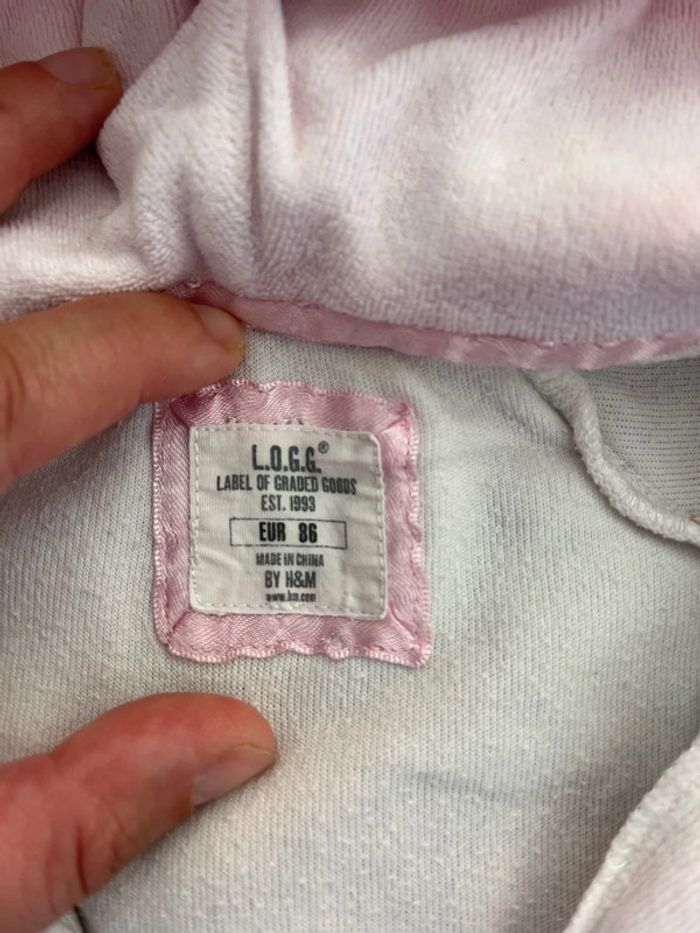 L.O.G.G.®
LABEL OF GRADED GOODS
EST. 1993
EUR 86
MADE IN CHINA
BY H&M
www.hm.com